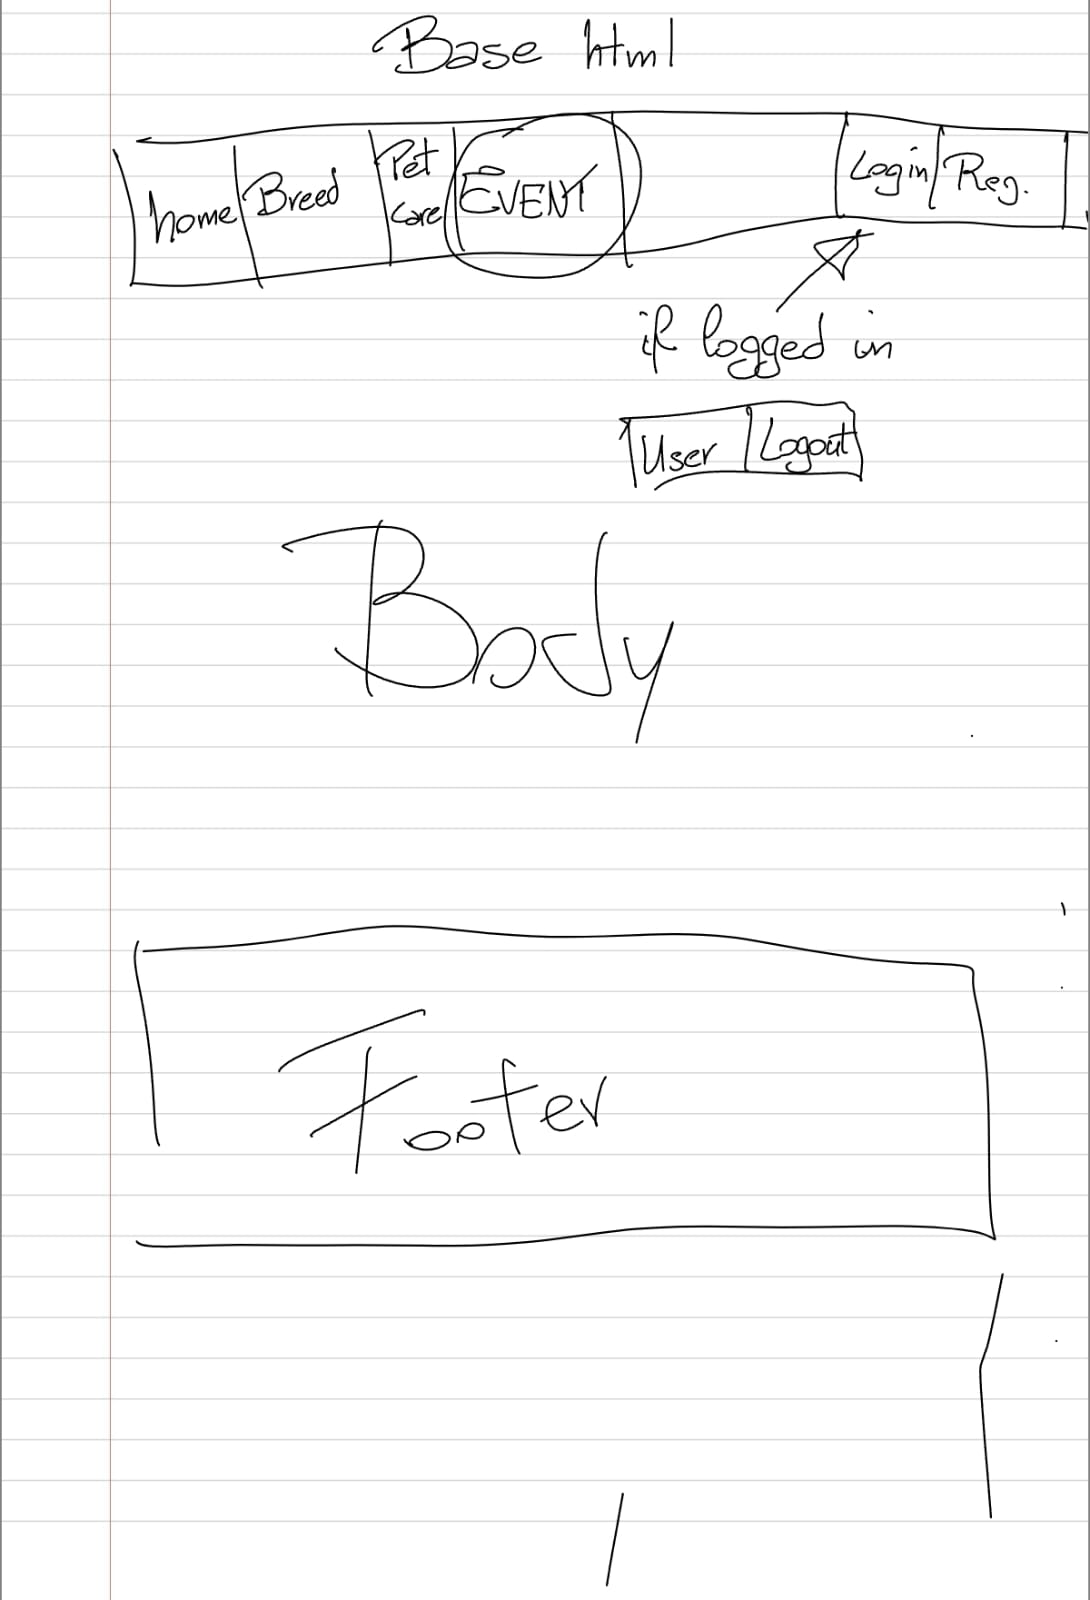 Base html
home Breed Pet Care EVENT Login Reg.
if logged in
User Logout
Body
Footer